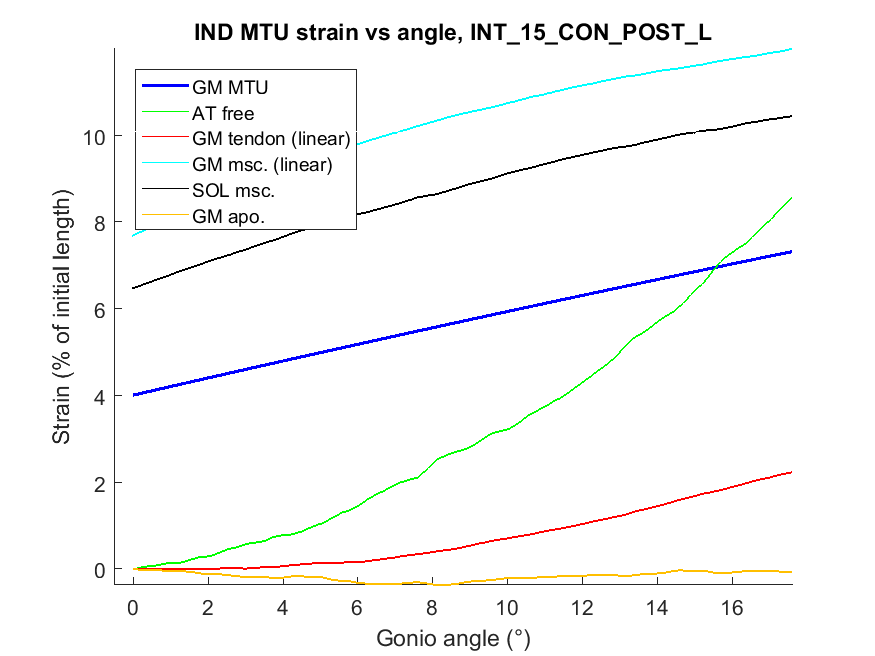 IND MTU strain vs angle, INT_15_CON_POST_L
GM MTU
AT free
GM tendon (linear)
GM msc. (linear)
SOL msc.
GM apo.
Strain (% of initial length)
10
8
6
4
2
0
0 2 4 6 8 10 12 14 16
Gonio angle (°)